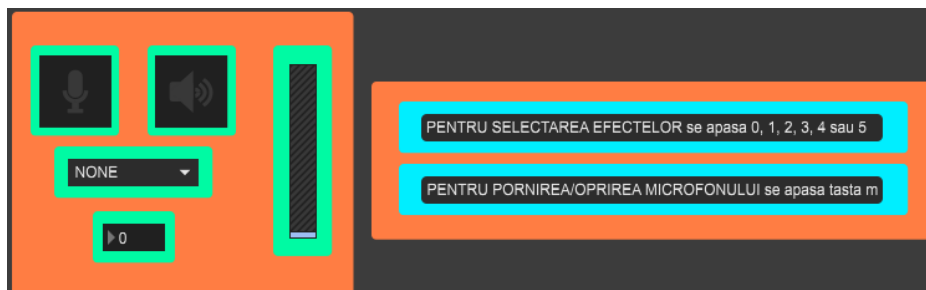 NONE
0
PENTRU SELECTAREA EFECTELOR se apasa 0, 1, 2, 3, 4 sau 5
PENTRU PORNIREA/OPRIREA MICROFONULUI se apasa tasta m